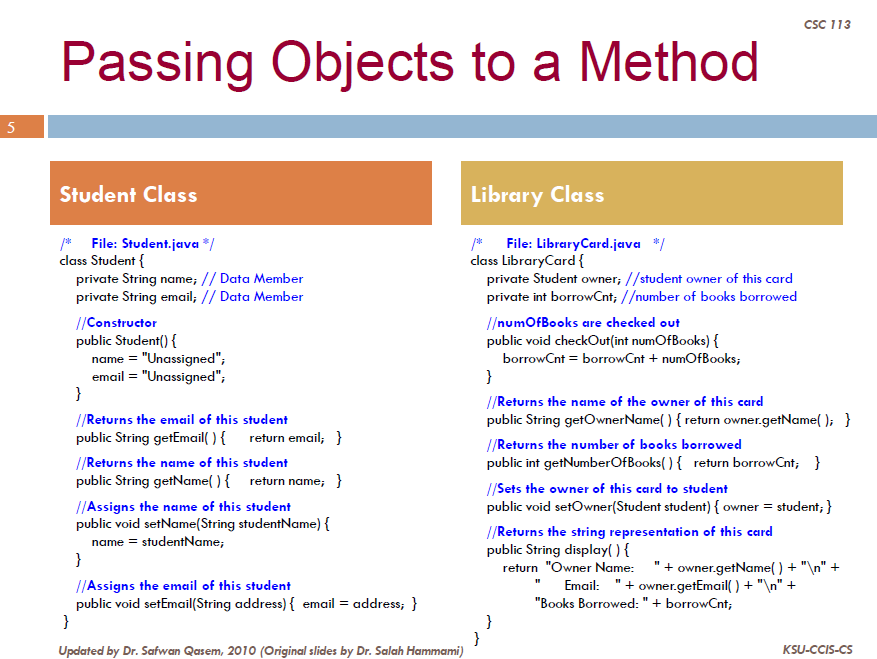 CSC 113
Passing Objects to a Method
5
Student Class
/*     File: Student.java */
class Student {
private String name; // Data Member
private String email; // Data Member
//Constructor
public Student() {
name = "Unassigned";
email = "Unassigned";
}
//Returns the email of this student
public String getEmail( ) {      return email;   }
//Returns the name of this student
public String getName( ) {      return name;   }
//Assigns the name of this student
public void setName(String studentName) {
name = studentName;
}
//Assigns the email of this student
public void setEmail(String address) {  email = address;  }
}
Library Class
/*      File: LibraryCard.java   */
class LibraryCard {
private Student owner; //student owner of this card
private int borrowCnt; //number of books borrowed
//numOfBooks are checked out
public void checkOut(int numOfBooks) {
borrowCnt = borrowCnt + numOfBooks;
}
//Returns the name of the owner of this card
public String getOwnerName( ) { return owner.getName( );   }
//Returns the number of books borrowed
public int getNumberOfBooks( ) {   return borrowCnt;    }
//Sets the owner of this card to student
public void setOwner(Student student) { owner = student; }
//Returns the string representation of this card
public String display( ) {
return  "Owner Name:     " + owner.getName( ) + "\n" +
"      Email:    " + owner.getEmail( ) + "\n" +
"Books Borrowed: " + borrowCnt;
}
}
Updated by Dr. Safwan Qasem, 2010 (Original slides by Dr. Salah Hammami)
KSU-CCIS-CS